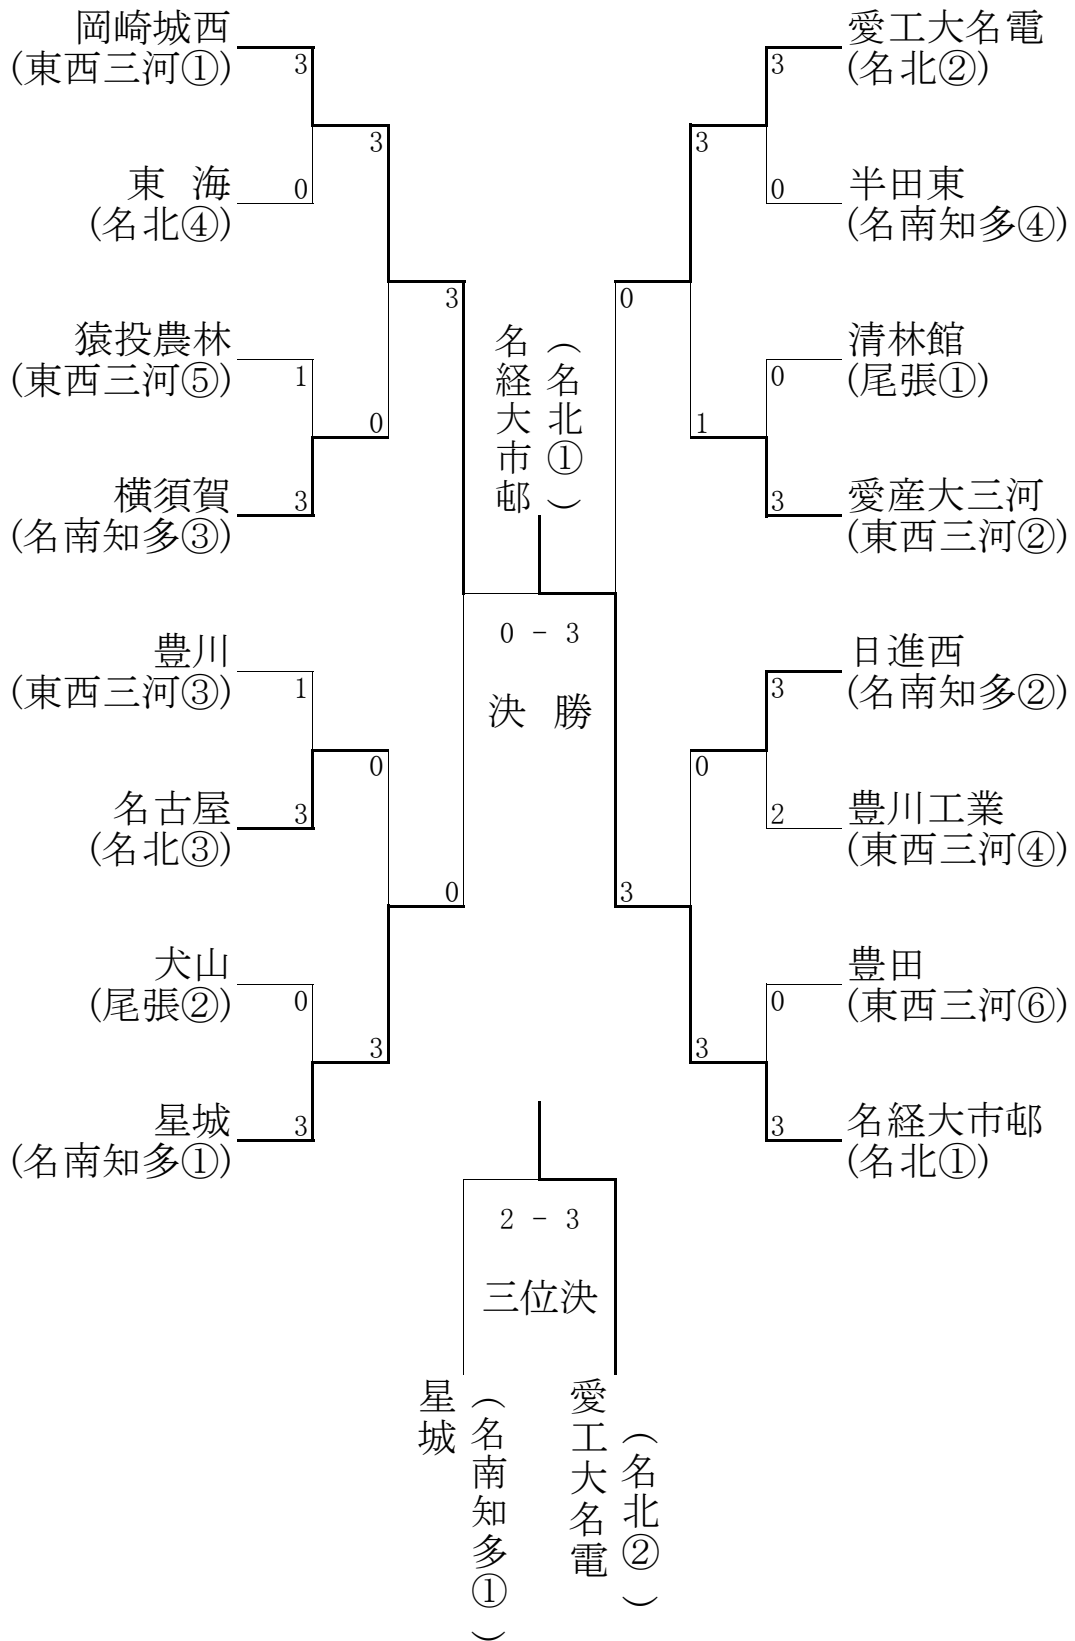 岡崎城西
(東西三河①)
3
3
東 海
(名北④)
0
3
猿投農林
(東西三河⑤)
1
0
横須賀
(名南知多③)
3
豊川
(東西三河③)
1
0
名古屋
(名北③)
3
0
犬山
(尾張②)
0
3
星城
(名南知多①)
3
名経大市邨
(名北①)
0 - 3
決 勝
愛工大名電
(名北②)
3
3
半田東
(名南知多④)
0
0
清林館
(尾張①)
0
1
愛産大三河
(東西三河②)
3
日進西
(名南知多②)
3
0
豊川工業
(東西三河④)
2
3
豊田
(東西三河⑥)
0
3
名経大市邨
(名北①)
3
2 - 3
三位決
星城
(名南知多①)
愛工大名電
(名北②)